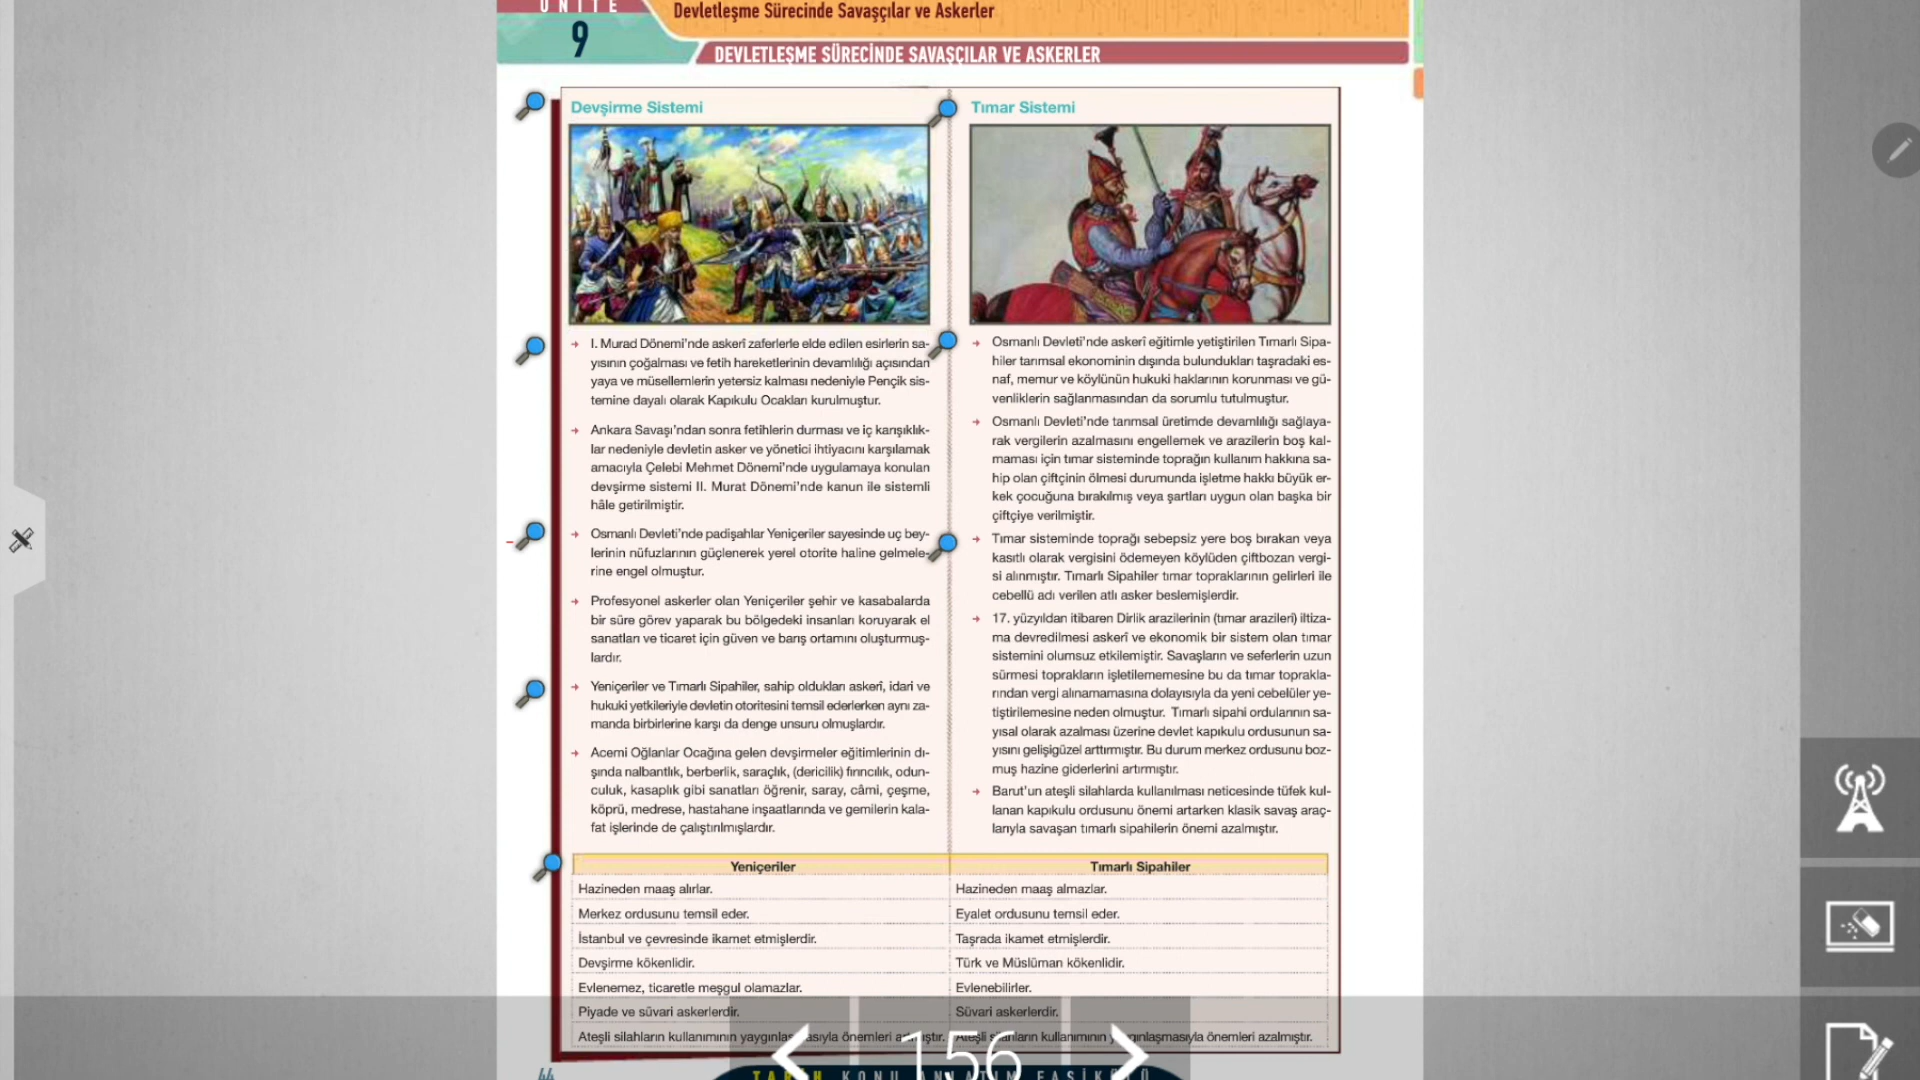 ÜNİTE
9
Devletleşme Sürecinde Savaşçılar ve Askerler
DEVLETLEŞME SÜRECİNDE SAVAŞÇILAR VE ASKERLER
Devşirme Sistemi
I. Murad Dönemi’nde askerî zaferlerle elde edilen esirlerin sa-
yısının çoğalması ve fetih hareketlerinin devamlılığı açısından
yaya ve müsellemlerin yetersiz kalması nedeniyle Pençik sis-
temine dayalı olarak Kapıkulu Ocakları kurulmuştur.
Ankara Savaşı’ndan sonra fetihlerin durması ve iç karışıklık-
lar nedeniyle devletin asker ve yönetici ihtiyacını karşılamak
amacıyla Çelebi Mehmet Dönemi’nde uygulamaya konulan
devşirme sistemi II. Murat Dönemi’nde kanun ile sistemli
hâle getirilmiştir.
Osmanlı Devleti’nde padişahlar Yeniçeriler sayesinde uç bey-
lerinin nüfuzlarının güçlenerek yerel otorite haline gelmele-
rine engel olmuştur.
Profesyonel askerler olan Yeniçeriler şehir ve kasabalarda
bir süre görev yaparak bu bölgedeki insanları koruyarak el
sanatları ve ticaret için güven ve barış ortamını oluşturmuş-
lardır.
Yeniçeriler ve Tımarlı Sipahiler, sahip oldukları askerî, idari ve
hukuki yetkileriyle devletin otoritesini temsil ederlerken aynı za-
manda birbirlerine karşı da denge unsuru olmuşlardır.
Acemi Oğlanlar Ocağına gelen devşirmeler eğitimlerinin dı-
şında nalbantlık, berberlik, saraçlık, (dericilik) fırıncılık, odun-
culuk, kasaplık gibi sanatları öğrenir, saray, câmi, çeşme,
köprü, medrese, hastahane inşaatlarında ve gemilerin kala-
fat işlerinde de çalıştırılmışlardır.
Tımar Sistemi
Osmanlı Devleti’nde askerî eğitimle yetiştirilen Tımarlı Sipa-
hiler tarımsal ekonominin dışında bulundukları taşradaki es-
naf, memur ve köylünün hukuki haklarının korunması ve gü-
venliklerin sağlanmasından da sorumlu tutulmuştur.
Osmanlı Devleti’nde tarımsal üretimde devamlılığı sağlaya-
rak vergilerin azalmasını engellemek ve arazilerin boş kal-
maması için tımar sisteminde toprağın kullanım hakkına sa-
hip olan çiftçinin ölmesi durumunda işletme hakkı büyük er-
kek çocuğuna bırakılmış veya şartları uygun olan başka bir
çiftçiye verilmiştir.
Tımar sisteminde toprağı sebepsiz yere boş bırakan veya
kasıtlı olarak vergisini ödemeyen köylüden çiftbozan vergi-
si alınmıştır. Tımarlı Sipahiler tımar topraklarının gelirleri ile
cebellü adı verilen atlı asker beslemişlerdir.
17. yüzyıldan itibaren Dirlik arazilerinin (tımar arazileri) iltiza-
ma devredilmesi askerî ve ekonomik bir sistem olan tımar
sistemini olumsuz etkilemiştir. Savaşların ve seferlerin uzun
sürmesi toprakların işletilememesine bu da tımar toprakla-
rından vergi alınamamasına dolayısıyla da yeni cebelüler ye-
tiştirilemesine neden olmuştur. Tımarlı sipahi ordularının sa-
yısal olarak azalması üzerine devlet kapıkulu ordusunun sa-
yısını gelişigüzel arttırmıştır. Bu durum merkez ordusunu boz-
muş hazine giderlerini artırmıştır.
Barut’un ateşli silahlarda kullanılması neticesinde tüfek kul-
lanan kapıkulu ordusunu önemi artarken klasik savaş araç-
larıyla savaşan tımarlı sipahilerin önemi azalmıştır.
Yeniçeriler Tımarlı Sipahiler
Hazineden maaş alırlar. Hazineden maaş almazlar.
Merkez ordusunu temsil eder. Eyalet ordusunu temsil eder.
İstanbul ve çevresinde ikamet etmişlerdir. Taşrada ikamet etmişlerdir.
Devşirme kökenlidir. Türk ve Müslüman kökenlidir.
Evlenemez, ticaretle meşgul olamazlar. Evlenebilirler.
Piyade ve süvari askerlerdir. Süvari askerlerdir.
Ateşli silahların kullanımının önemleri Ateşli kullanımının önemleri azalmıştır.
156
44
TARİH KONU ANLATIM FASİKÜLÜ